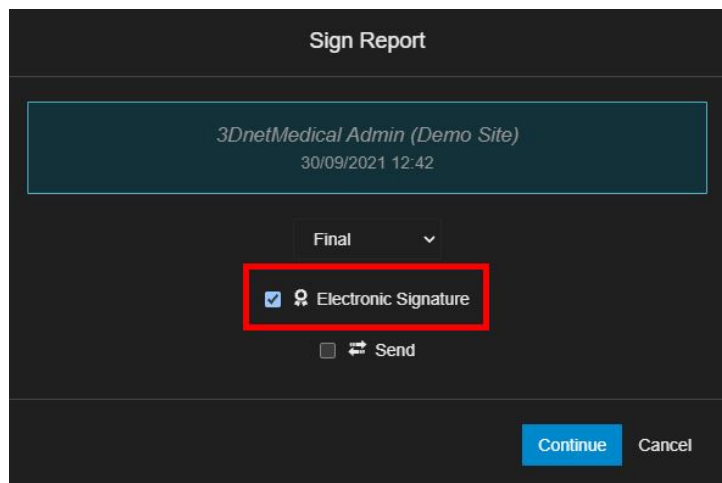 Sign Report
3DnetMedical Admin (Demo Site)
30/09/2021 12:42
Final
Electronic Signature
Send
Continue Cancel